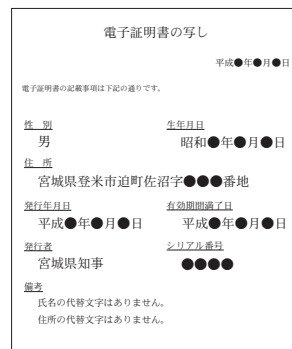 電子証明書の写し
平成●年●月●日
電子証明書の記載事項は下記の通りです。
性　別　生年月日
男　昭和●年●月●日
住　所
宮城県登米市迫町佐沼字●●●番地
発行年月日　有効期間満了日
平成●年●月●日　平成●年●月●日
発行者　シリアル番号
宮城県知事　●●●●
備考
氏名の代替文字はありません。
住所の代替文字はありません。